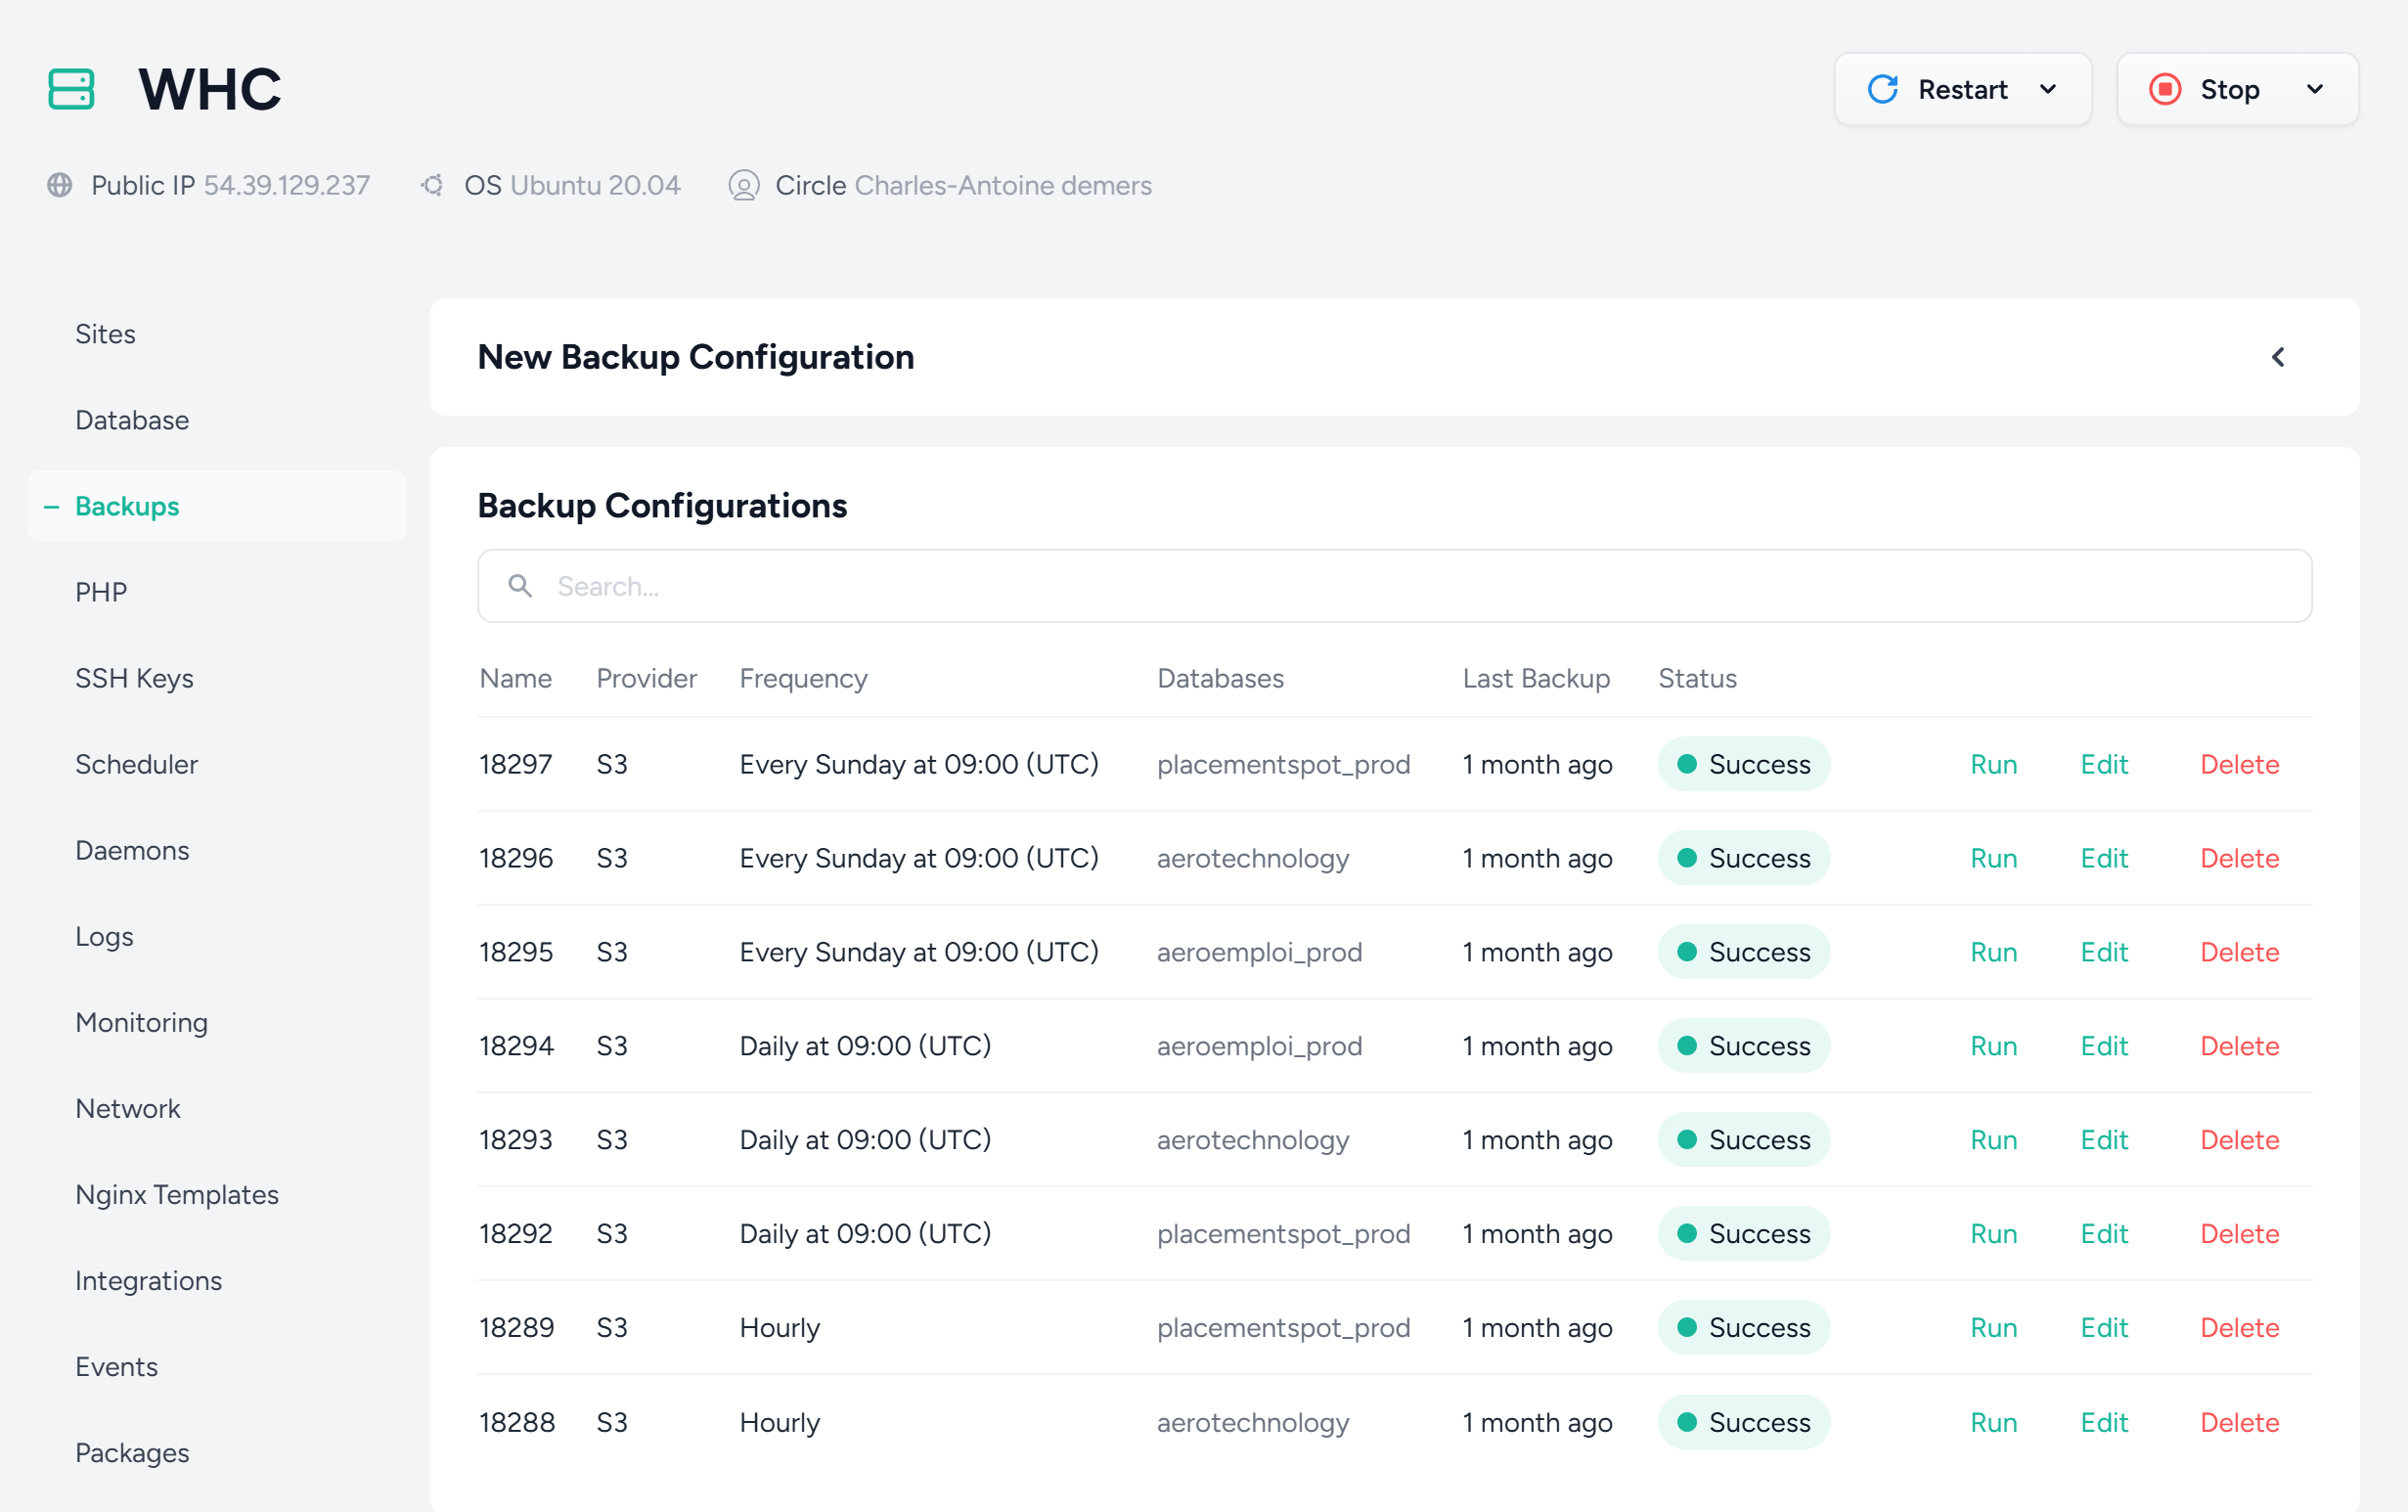 WHC
Restart
Stop
Public IP 54.39.129.237 OS Ubuntu 20.04 Circle Charles-Antoine demers
Sites
Database
Backups
PHP
SSH Keys
Scheduler
Daemons
Logs
Monitoring
Network
Nginx Templates
Integrations
Events
Packages
New Backup Configuration
Backup Configurations
Search...
Name Provider Frequency Databases Last Backup Status
18297 S3 Every Sunday at 09:00 (UTC) placementspot_prod 1 month ago Success Run Edit Delete
18296 S3 Every Sunday at 09:00 (UTC) aerotechnology 1 month ago Success Run Edit Delete
18295 S3 Every Sunday at 09:00 (UTC) aeroemploi_prod 1 month ago Success Run Edit Delete
18294 S3 Daily at 09:00 (UTC) aeroemploi_prod 1 month ago Success Run Edit Delete
18293 S3 Daily at 09:00 (UTC) aerotechnology 1 month ago Success Run Edit Delete
18292 S3 Daily at 09:00 (UTC) placementspot_prod 1 month ago Success Run Edit Delete
18289 S3 Hourly placementspot_prod 1 month ago Success Run Edit Delete
18288 S3 Hourly aerotechnology 1 month ago Success Run Edit Delete